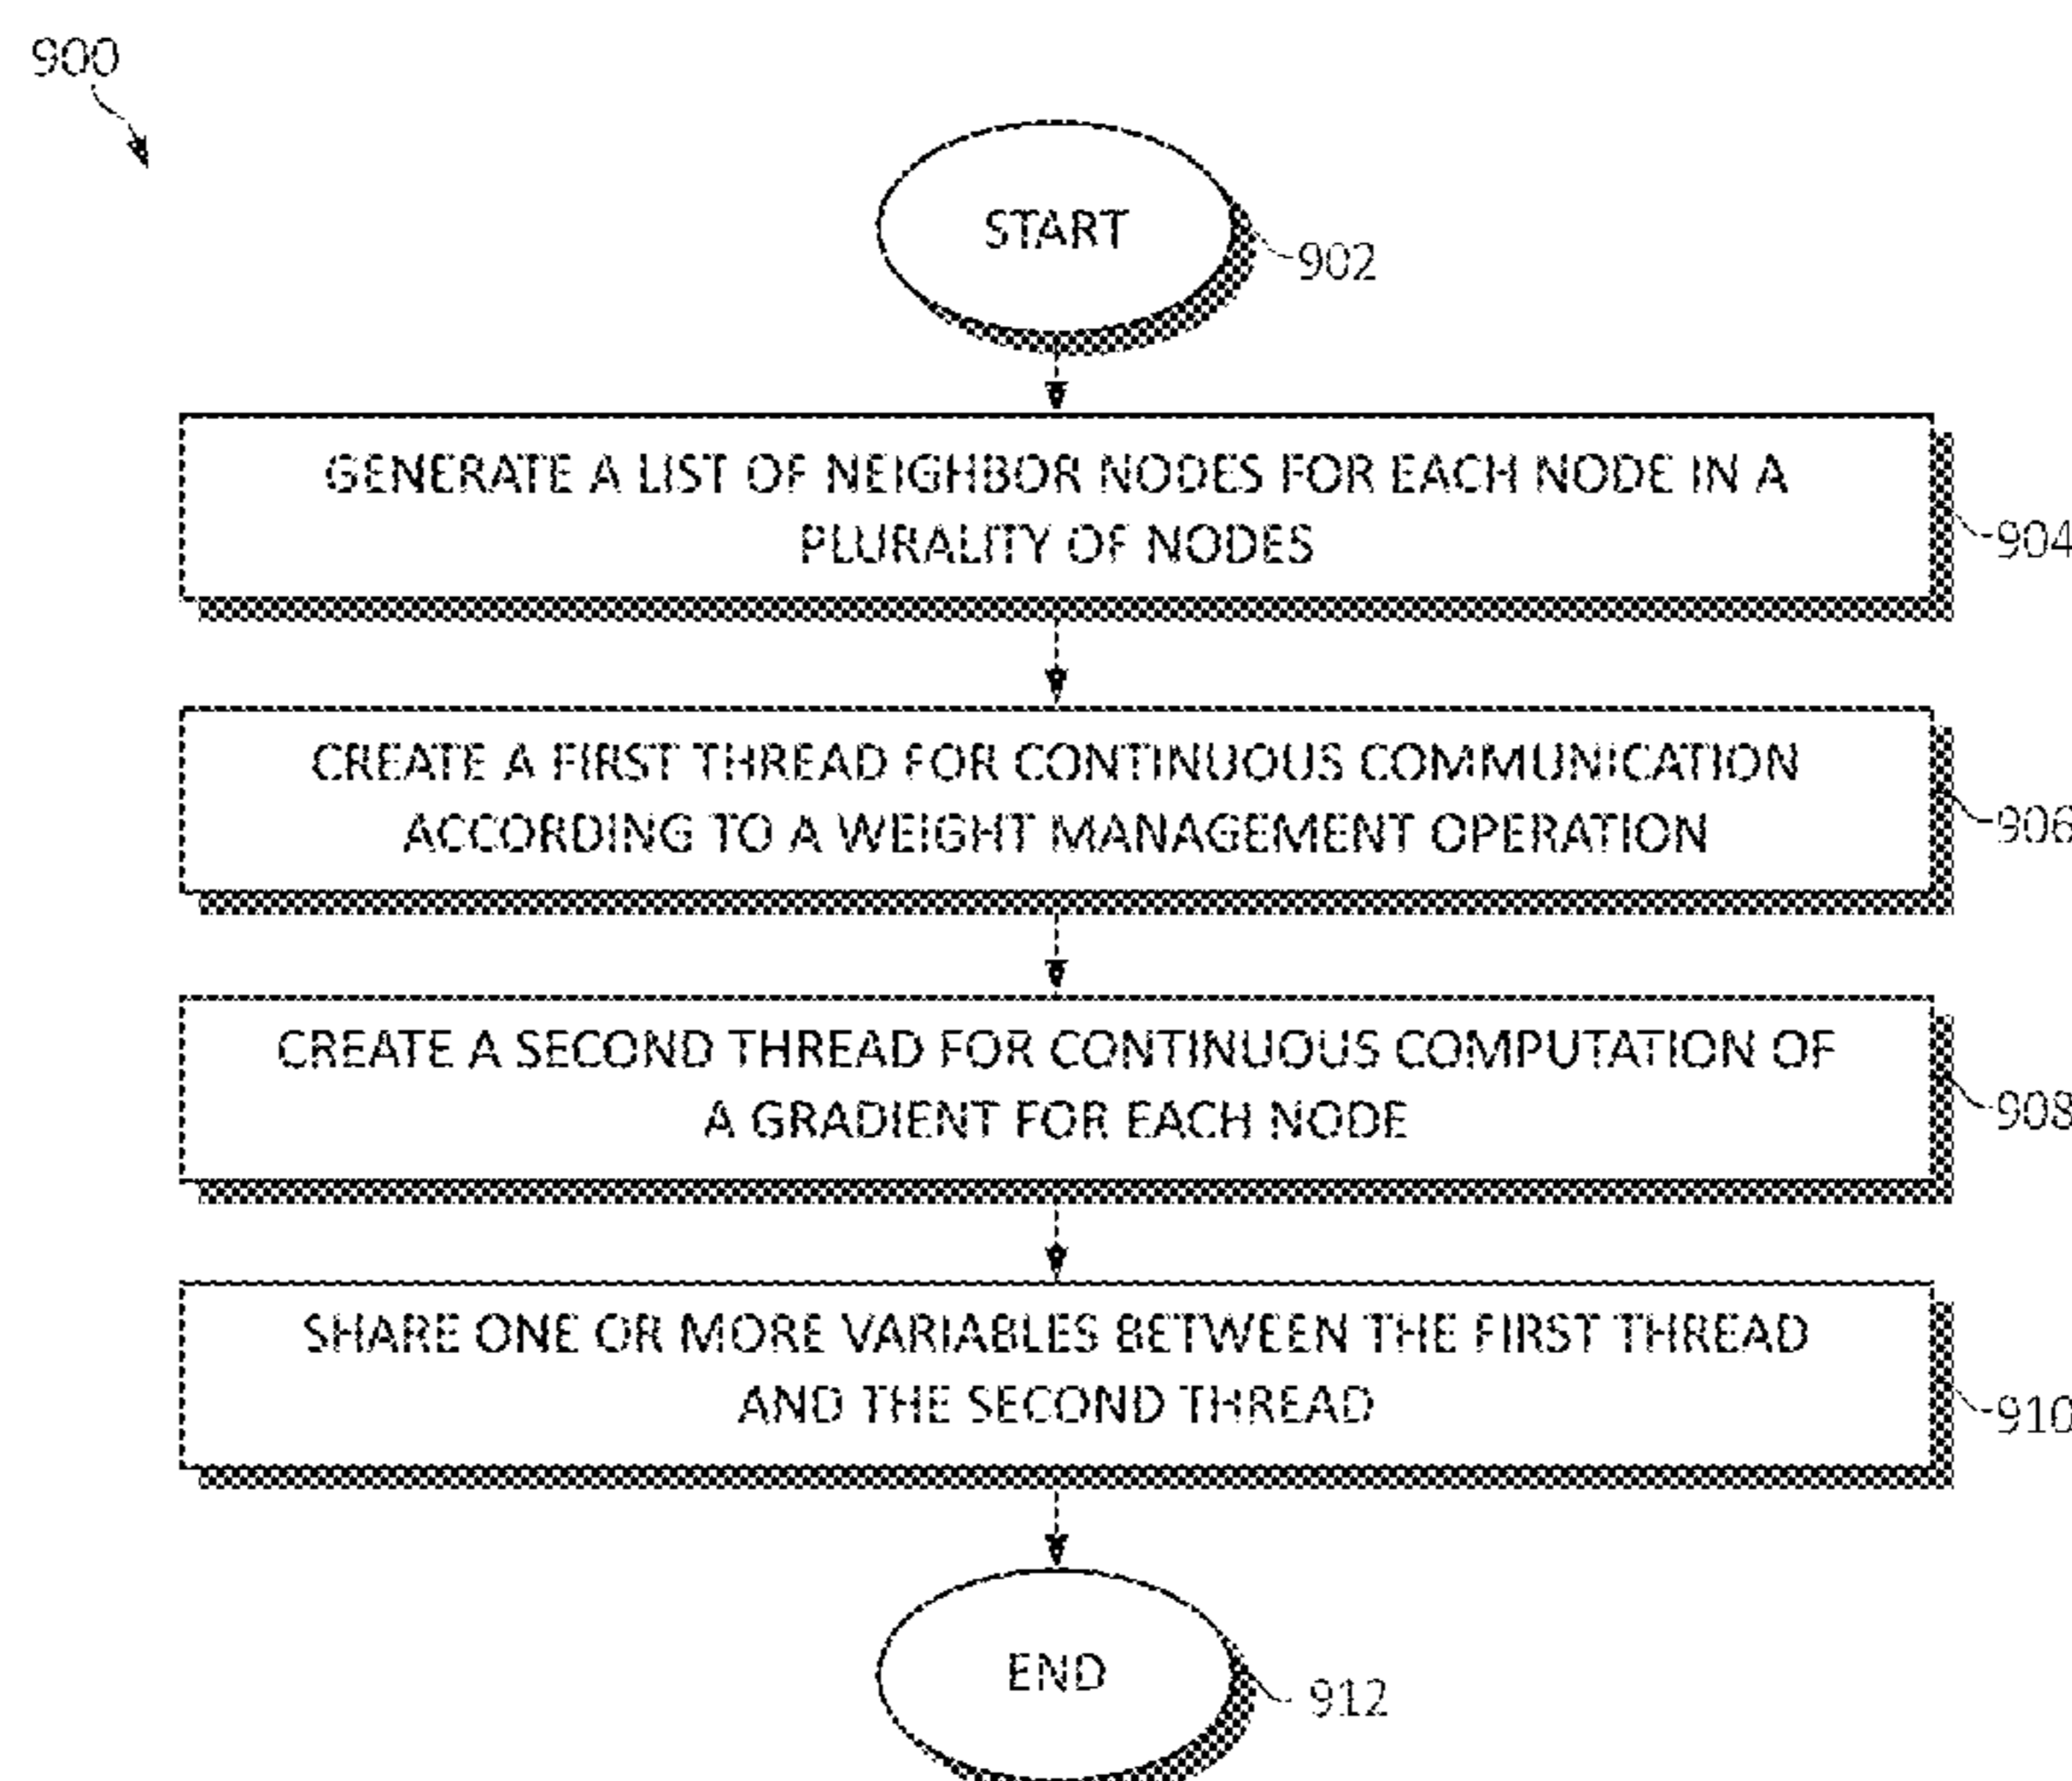 900
START
902
GENERATE A LIST OF NEIGHBOR NODES FOR EACH NODE IN A
PLURALITY OF NODES
904
CREATE A FIRST THREAD FOR CONTINUOUS COMMUNICATION
ACCORDING TO A WEIGHT MANAGEMENT OPERATION
906
CREATE A SECOND THREAD FOR CONTINUOUS COMPUTATION OF
A GRADIENT FOR EACH NODE
908
SHARE ONE OR MORE VARIABLES BETWEEN THE FIRST THREAD
AND THE SECOND THREAD
910
END
912